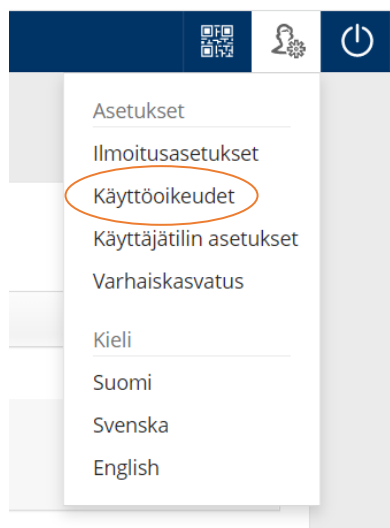 Asetukset
Ilmoitusasetukset
Käyttöoikeudet
Käyttäjätilin asetukset
Varhaiskasvatus
Kieli
Suomi
Svenska
English